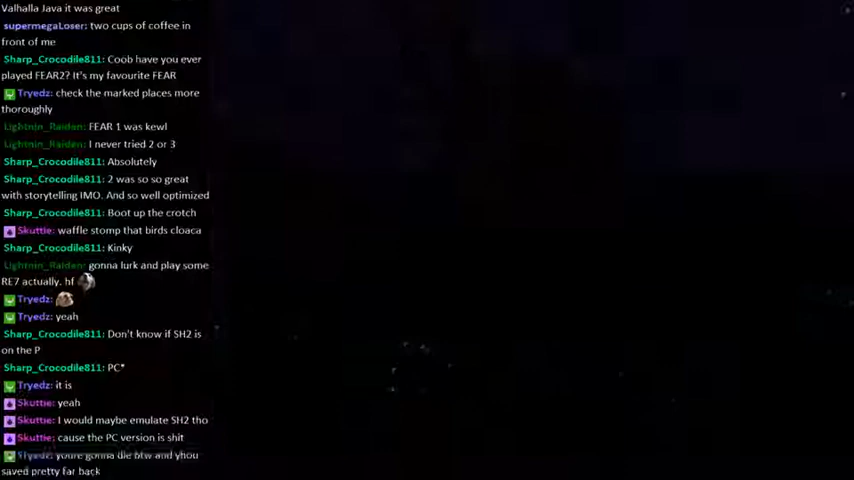 Valhalla Java it was great
supermegaLoser: two cups of coffee in
front of me
Sharp_Crocodile811: Coob have you ever
played FEAR2? It's my favourite FEAR
Tryedz: check the marked places more
thoroughly
Lightnin_Raidan: FEAR 1 was kewl
Lightnin_Raidan: I never tried 2 or 3
Sharp_Crocodile811: Absolutely
Sharp_Crocodile811: 2 was so so great
with storytelling IMO. And so well optimized
Sharp_Crocodile811: Boot up the crotch
Skuttie: waffle stomp that birds cloaca
Sharp_Crocodile811: Kinky
Lightnin_Raidan: gonna lurk and play some
RE7 actually. hf
Tryedz:
Tryedz: yeah
Sharp_Crocodile811: Don't know if SH2 is
on the P
Sharp_Crocodile811: PC*
Tryedz: it is
Skuttie: yeah
Skuttie: I would maybe emulate SH2 tho
Skuttie: cause the PC version is shit
Tryedz: youre gonna die btw and yhou
saved pretty far back